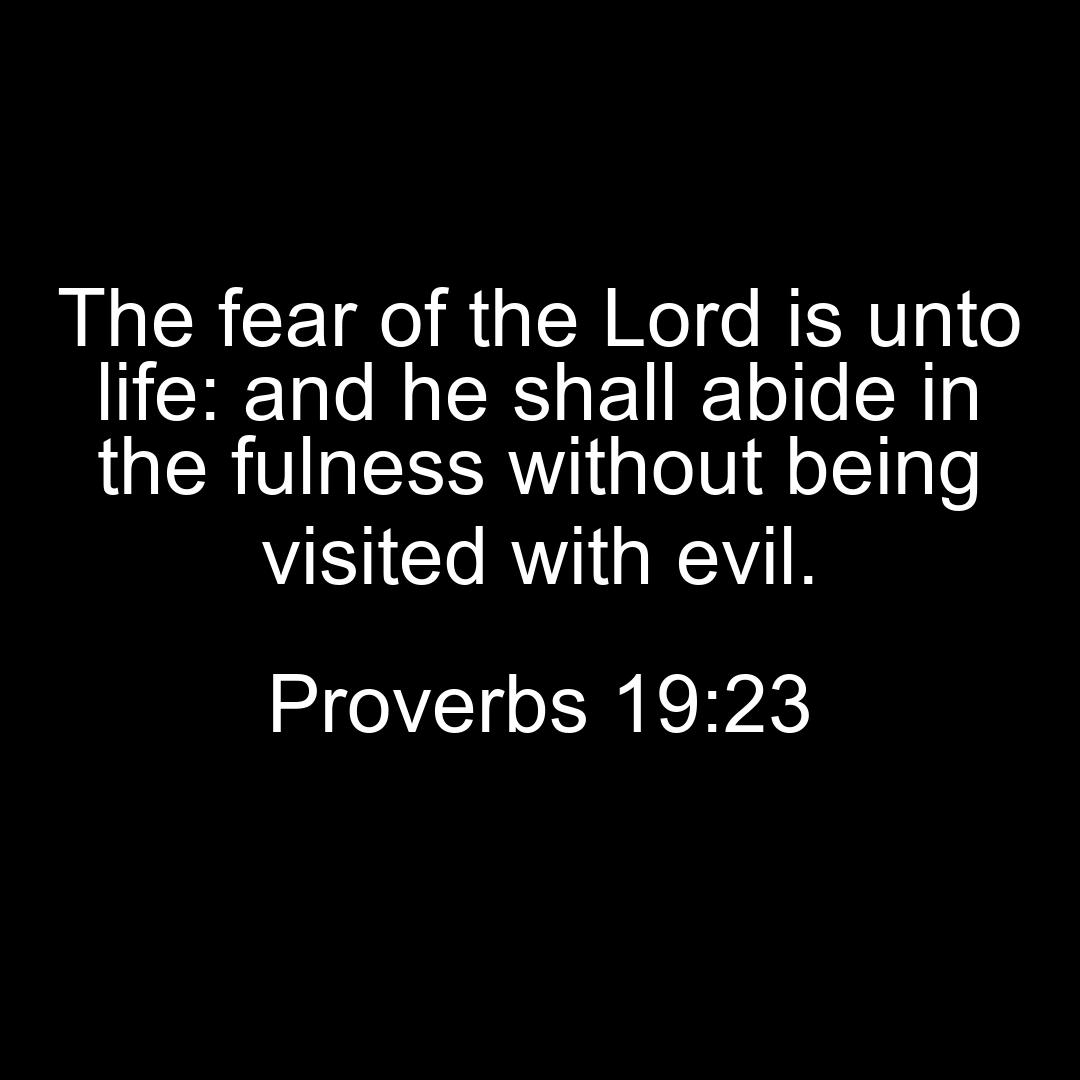 The fear of the Lord is unto
life: and he shall abide in
the fulness without being
visited with evil.
Proverbs 19:23